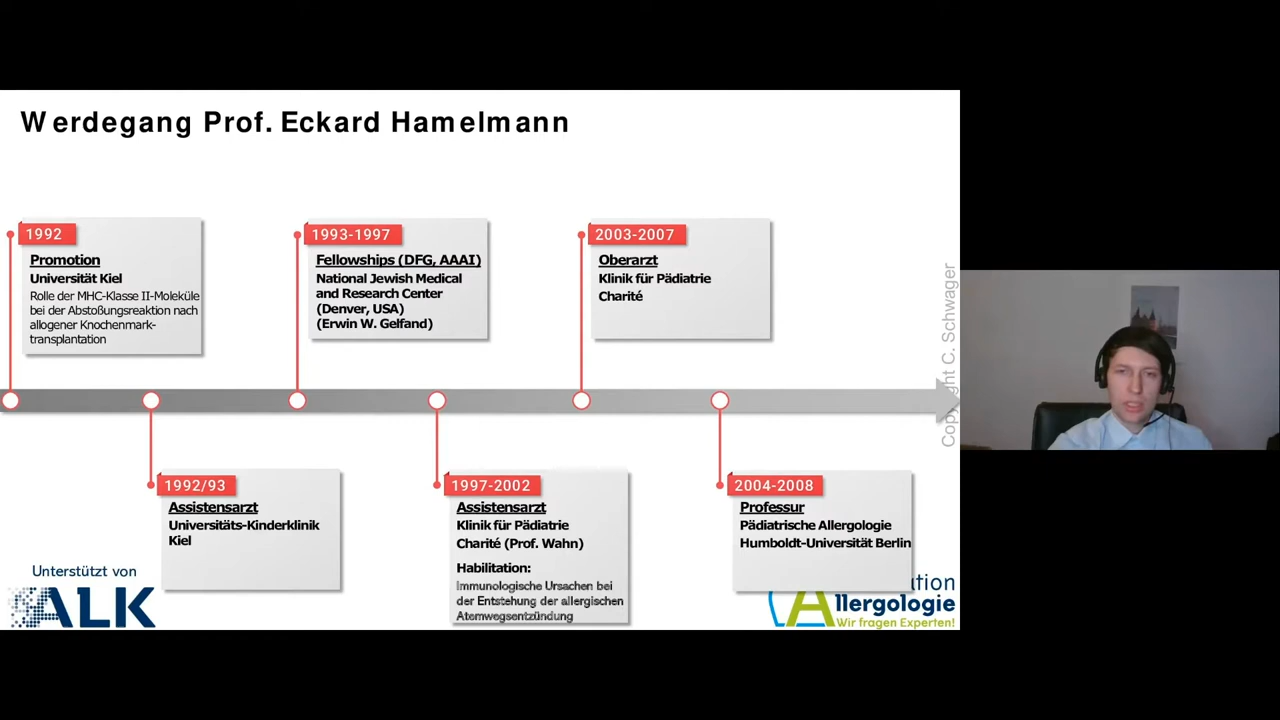 Werdegang Prof. Eckard Hamelmann
1992
Promotion
Universität Kiel
Rolle der MHC-Klasse II-Moleküle
bei der Abstoßungsreaktion nach
allogener Knochenmark-
transplantation
1993-1997
Fellowships (DFG, AAAI)
National Jewish Medical
and Research Center
(Denver, USA)
(Erwin W. Gelfand)
2003-2007
Oberarzt
Klinik für Pädiatrie
Charité
1992/93
Assistensarzt
Universitäts-Kinderklinik
Kiel
1997-2002
Assistensarzt
Klinik für Pädiatrie
Charité (Prof. Wahn)
Habilitation:
Immunologische Ursachen bei
der Entstehung der allergischen
Atemwegsentzündung
2004-2008
Professur
Pädiatrische Allergologie
Humboldt-Universität Berlin
Unterstützt von
ALK
ation
Allergologie
Wir fragen Experten!
Copyright C. Schwager